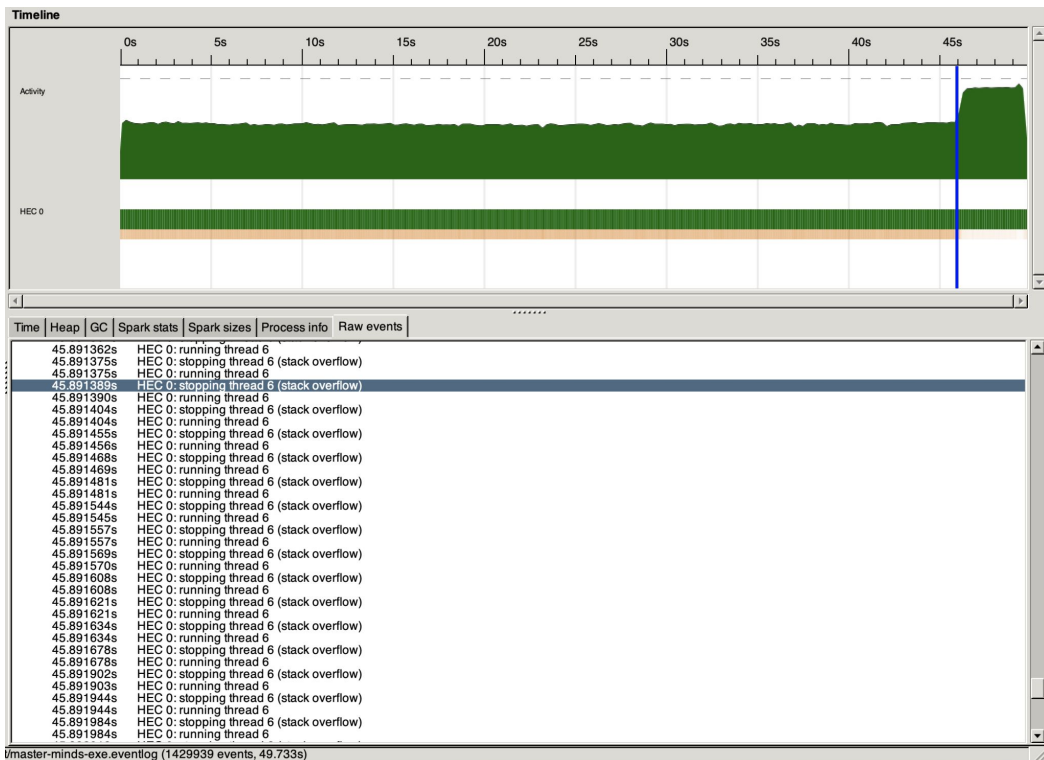 Timeline
0s 5s 10s 15s 20s 25s 30s 35s 40s 45s
Activity
HEC 0
Time Heap GC Spark stats Spark sizes Process info Raw events
45.891362s HEC 0: running thread 6
45.891375s HEC 0: stopping thread 6 (stack overflow)
45.891375s HEC 0: running thread 6
45.891389s HEC 0: stopping thread 6 (stack overflow)
45.891390s HEC 0: running thread 6
45.891404s HEC 0: stopping thread 6 (stack overflow)
45.891404s HEC 0: running thread 6
45.891455s HEC 0: stopping thread 6 (stack overflow)
45.891456s HEC 0: running thread 6
45.891468s HEC 0: stopping thread 6 (stack overflow)
45.891469s HEC 0: running thread 6
45.891481s HEC 0: stopping thread 6 (stack overflow)
45.891481s HEC 0: running thread 6
45.891544s HEC 0: stopping thread 6 (stack overflow)
45.891545s HEC 0: running thread 6
45.891557s HEC 0: stopping thread 6 (stack overflow)
45.891557s HEC 0: running thread 6
45.891569s HEC 0: stopping thread 6 (stack overflow)
45.891570s HEC 0: running thread 6
45.891608s HEC 0: stopping thread 6 (stack overflow)
45.891608s HEC 0: running thread 6
45.891621s HEC 0: stopping thread 6 (stack overflow)
45.891621s HEC 0: running thread 6
45.891634s HEC 0: stopping thread 6 (stack overflow)
45.891634s HEC 0: running thread 6
45.891678s HEC 0: stopping thread 6 (stack overflow)
45.891678s HEC 0: running thread 6
45.891902s HEC 0: stopping thread 6 (stack overflow)
45.891903s HEC 0: running thread 6
45.891944s HEC 0: stopping thread 6 (stack overflow)
45.891944s HEC 0: running thread 6
45.891984s HEC 0: stopping thread 6 (stack overflow)
45.891984s HEC 0: running thread 6
/master-minds-exe.eventlog (1429939 events, 49.733s)